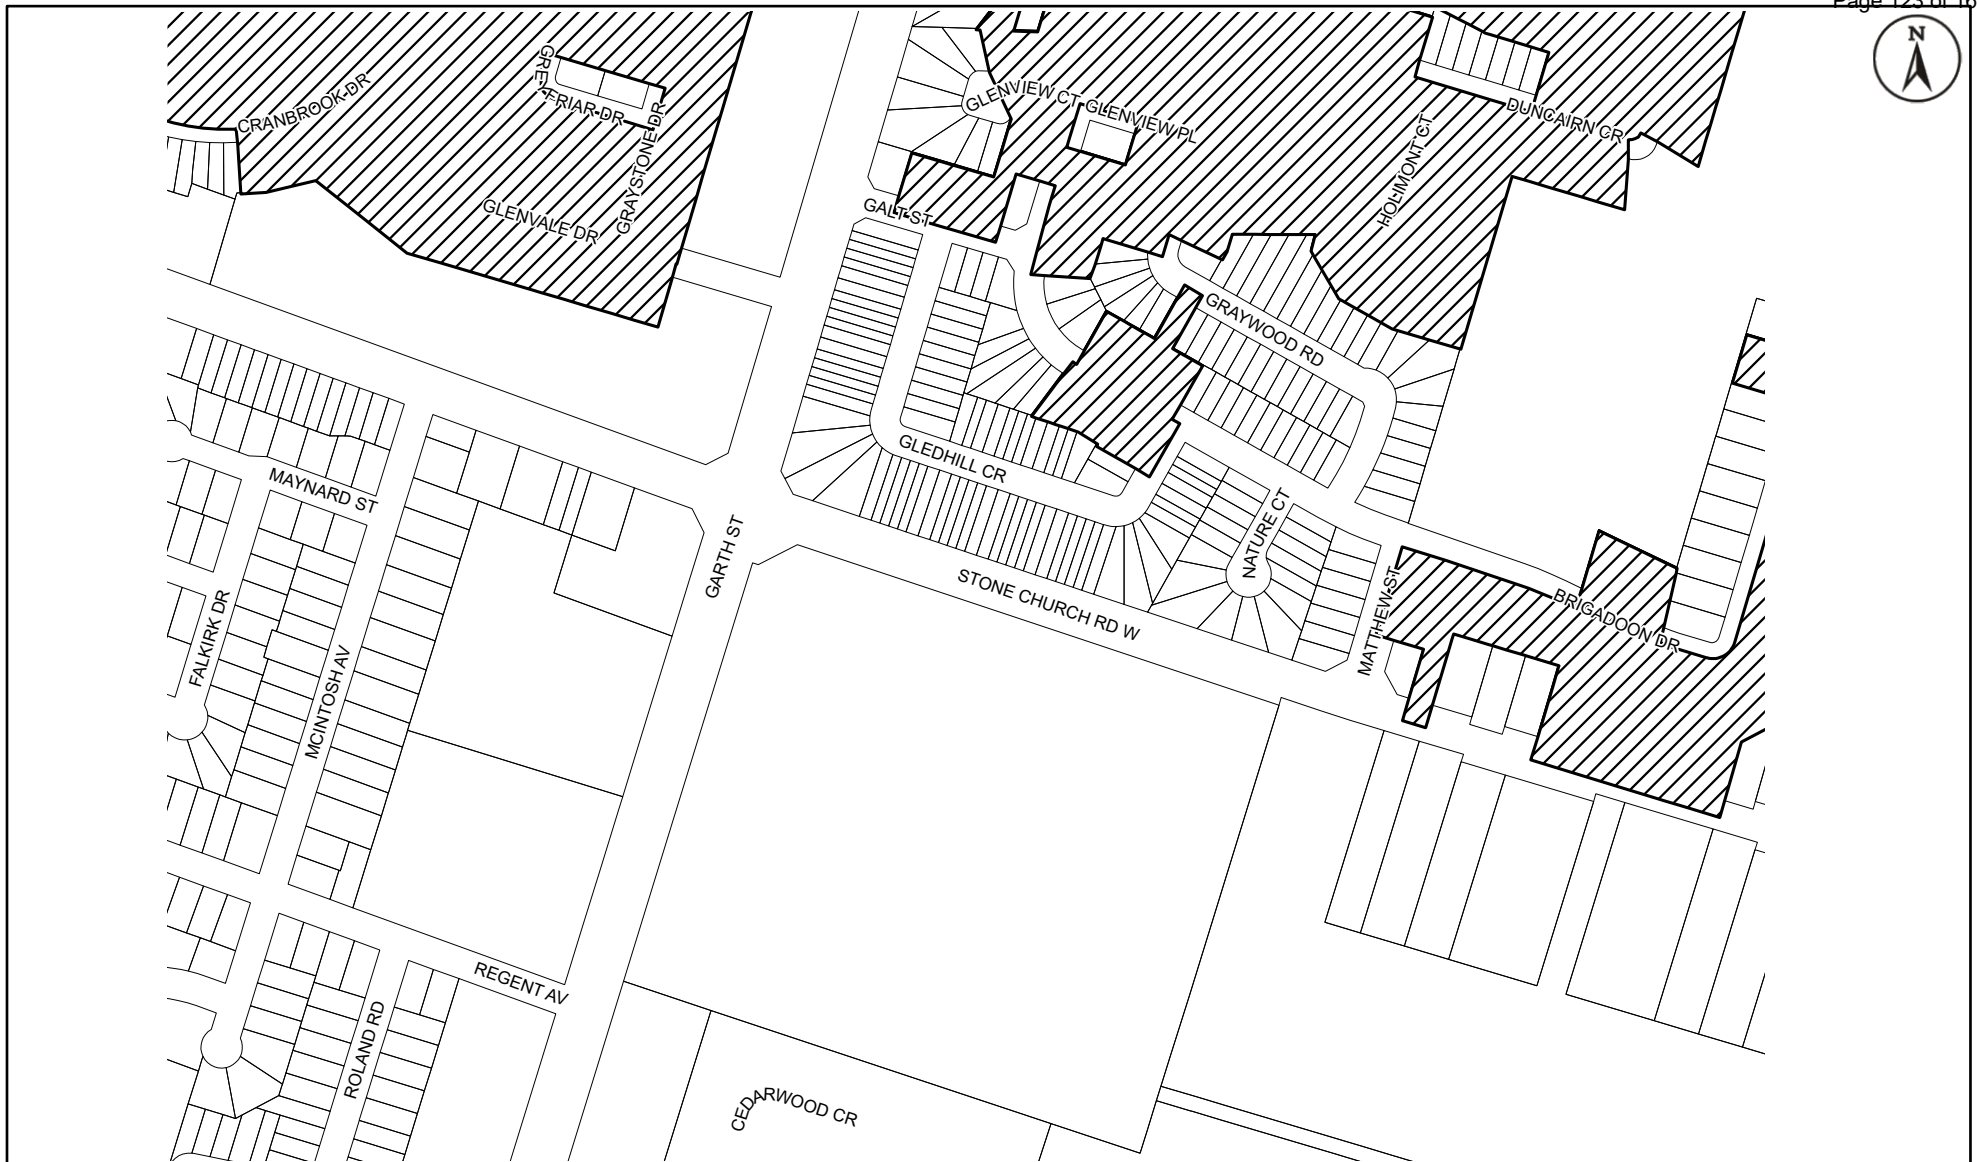 Page 123 of 16
N
CRANBROOK DR
FRIAR DR
GRAYSTONE DR
GLENVALE DR
GLENVIEW CT
GLENVIEW PL
HOLIMONT CT
DUNCAIRN CR
GALT ST
GRAYWOOD RD
GLEDHILL CR
MAYNARD ST
GARTH ST
NATURE CT
STONE CHURCH RD W
MATTHEW ST
BRIGADOON DR
FALKIRK DR
MCINTOSH AV
REGENT AV
ROLAND RD
CEDARWOOD CR